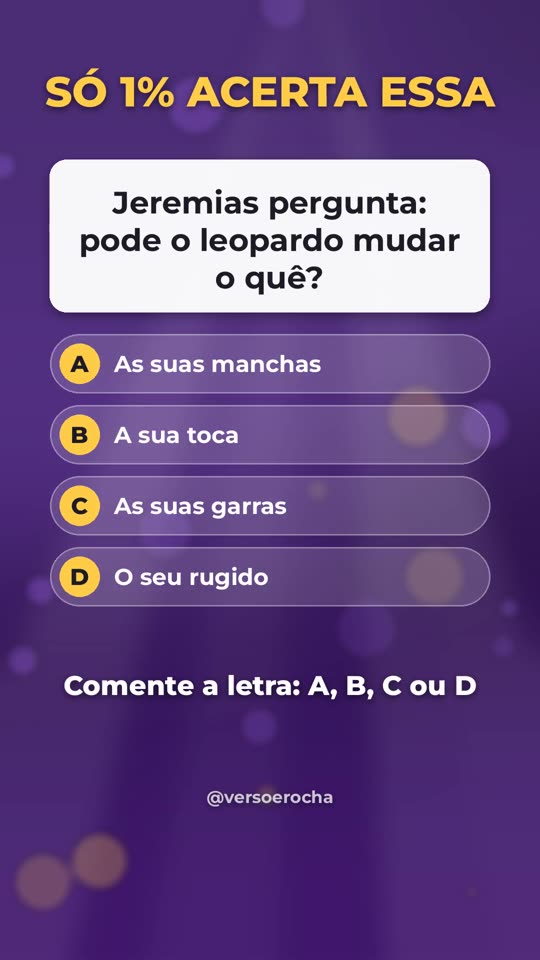 SÓ 1% ACERTA ESSA
Jeremias pergunta:
pode o leopardo mudar
o quê?
A As suas manchas
B A sua toca
C As suas garras
D O seu rugido
Comente a letra: A, B, C ou D
@versoerocha